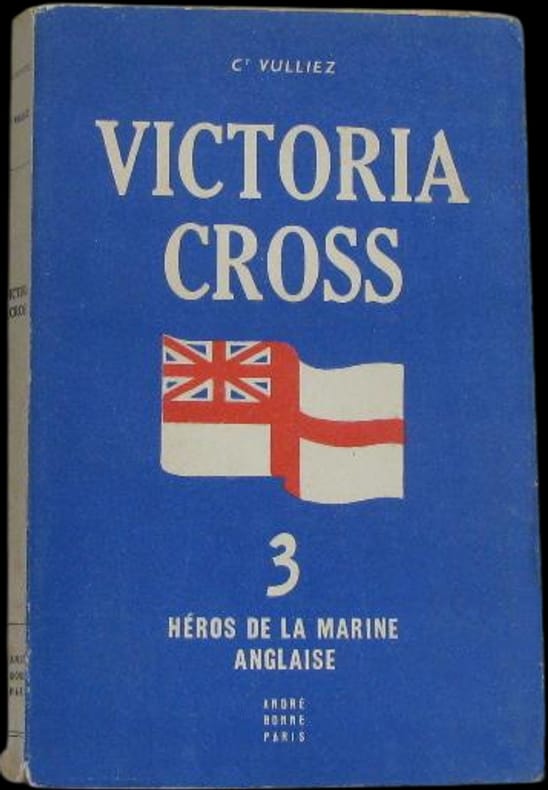 Cᵗ VULLIEZ
VICTORIA
CROSS
3
HÉROS DE LA MARINE
ANGLAISE
ANDRÉ
BONNE
PARIS